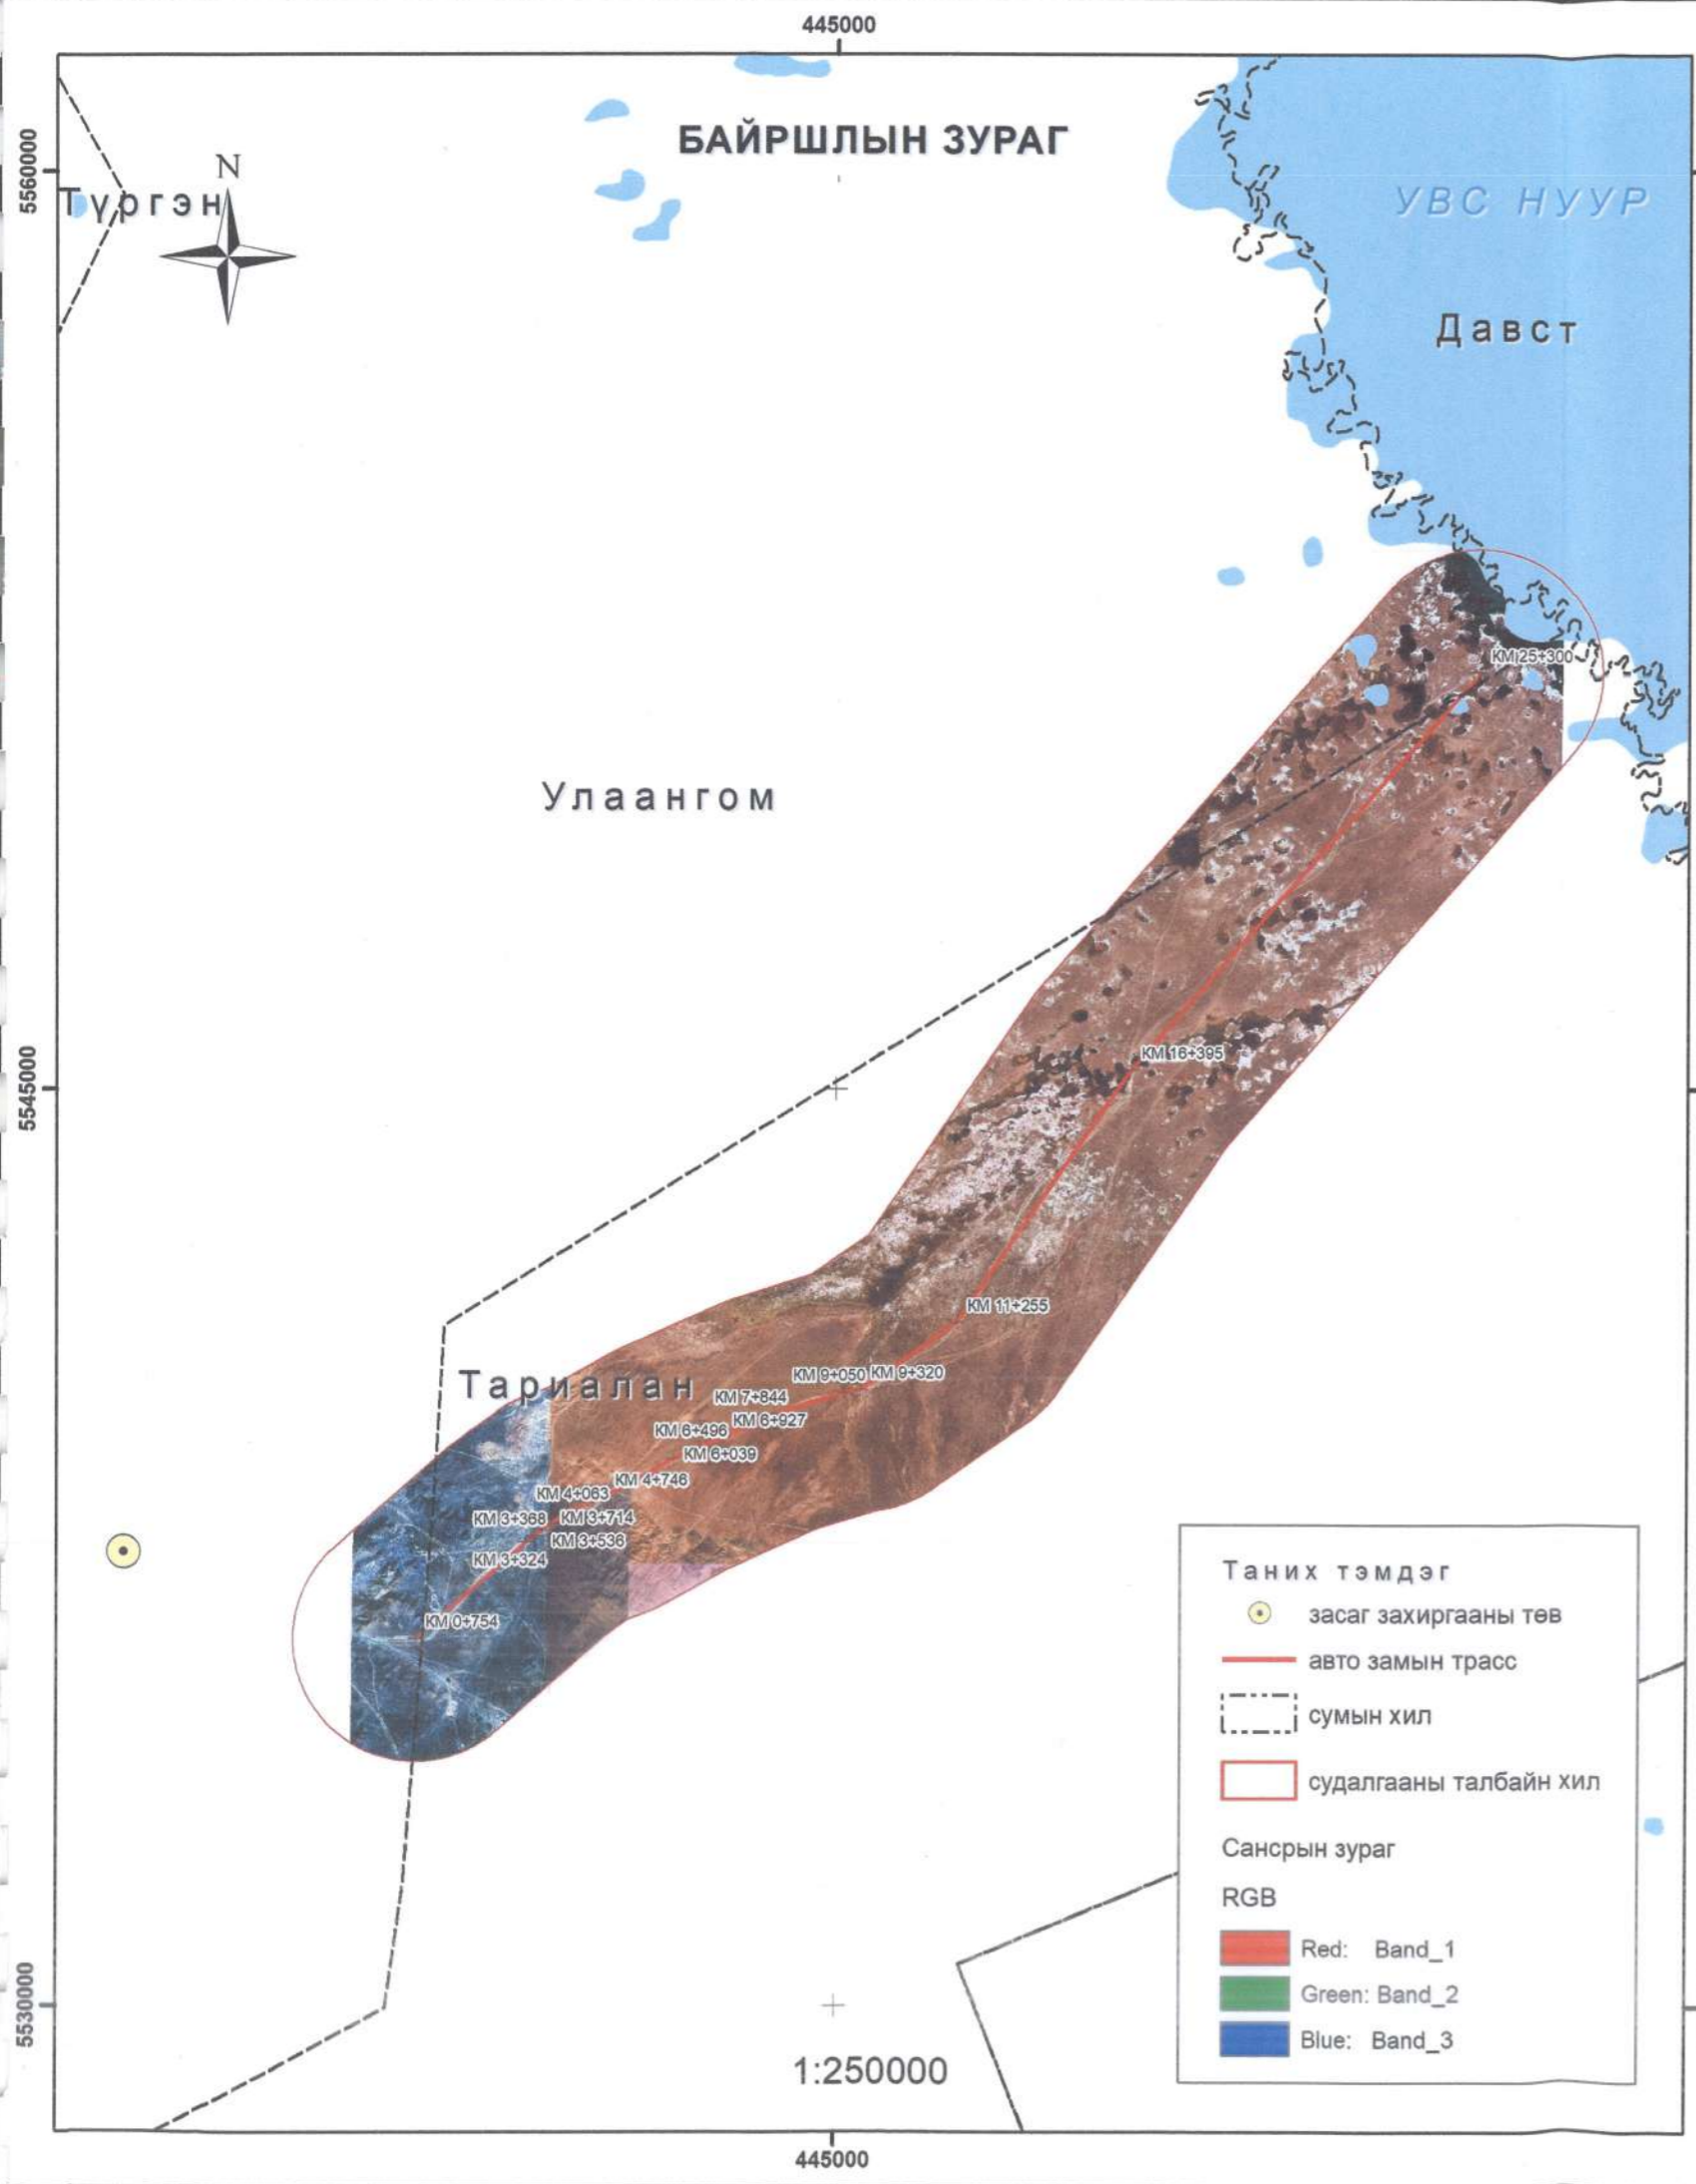 445000
БАЙРШЛЫН ЗУРАГ
5560000
N
Түргэн
УВС НУУР
Давст
KM 25+300
Улаангом
5545000
KM 16+395
KM 11+255
Тариалан
KM 9+050
KM 9+320
KM 7+844
KM 6+927
KM 6+496
KM 6+039
KM 4+746
KM 4+063
KM 3+368
KM 3+714
KM 3+536
KM 3+324
KM 0+754
Таних тэмдэг
засаг захиргааны төв
авто замын трасс
сумын хил
судалгааны талбайн хил
Сансрын зураг
RGB
Red: Band_1
Green: Band_2
Blue: Band_3
5530000
1:250000
445000